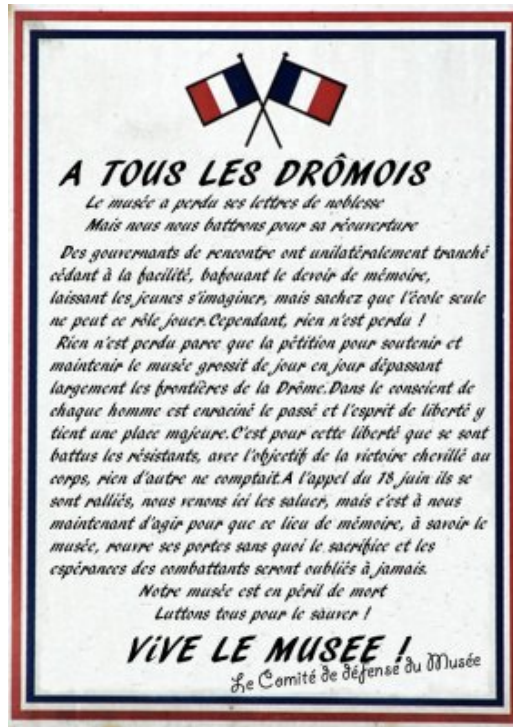 A TOUS LES DRÔMOIS
Le musée a perdu ses lettres de noblesse
Mais nous nous battrons pour sa réouverture
Des gouvernants de rencontre ont unilatéralement tranché
cédant à la facilité, bafouant le devoir de mémoire,
laissant les jeunes s'imaginer, mais sachez que l'école seule
ne peut ce rôle jouer.Cependant, rien n'est perdu !
Rien n'est perdu parce que la pétition pour soutenir et
maintenir le musée grossit de jour en jour dépassant
largement les frontières de la Drôme.Dans le conscient de
chaque homme est enraciné le passé et l'esprit de liberté y
tient une place majeure.C'est pour cette liberté que se sont
battus les résistants, avec l'objectif de la victoire chevillé au
corps, rien d'autre ne comptait.A l'appel du 18 juin ils se
sont ralliés, nous venons ici les saluer, mais c'est à nous
maintenant d'agir pour que ce lieu de mémoire, à savoir le
musée, rouvre ses portes sans quoi le sacrifice et les
espérances des combattants seront oubliés à jamais.
Notre musée est en péril de mort
Luttons tous pour le sauver !
ViVE LE MUSEE !
Le Comité de défense du Musée